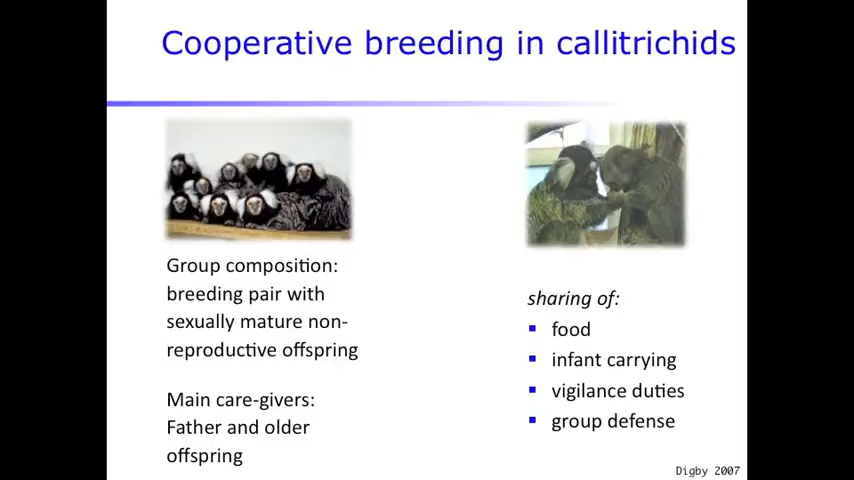 Cooperative breeding in callitrichids
Group composition:
breeding pair with
sexually mature non-
reproductive offspring
Main care-givers:
Father and older
offspring
sharing of:
▪ food
▪ infant carrying
▪ vigilance duties
▪ group defense
Digby 2007